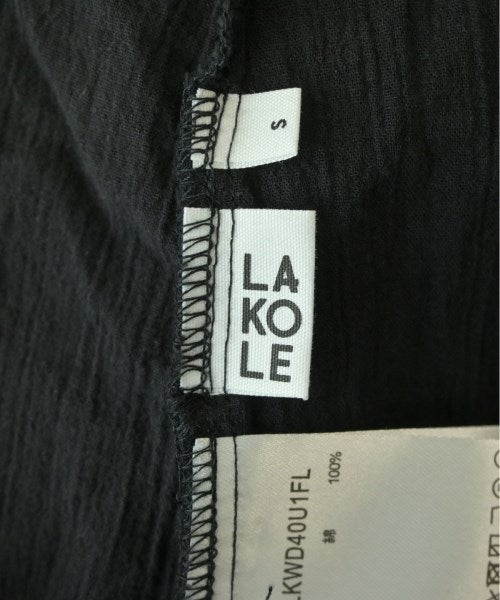 S
LA
KO
LE
LKWD40U1FL
綿 100%